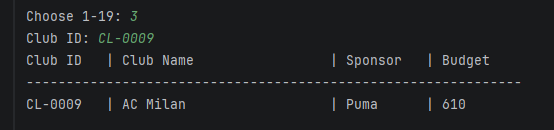 Choose 1-19: 3
Club ID: CL-0009
Club ID   | Club Name                 | Sponsor   | Budget
--------------------------------------------------------------
CL-0009   | AC Milan                  | Puma      | 610